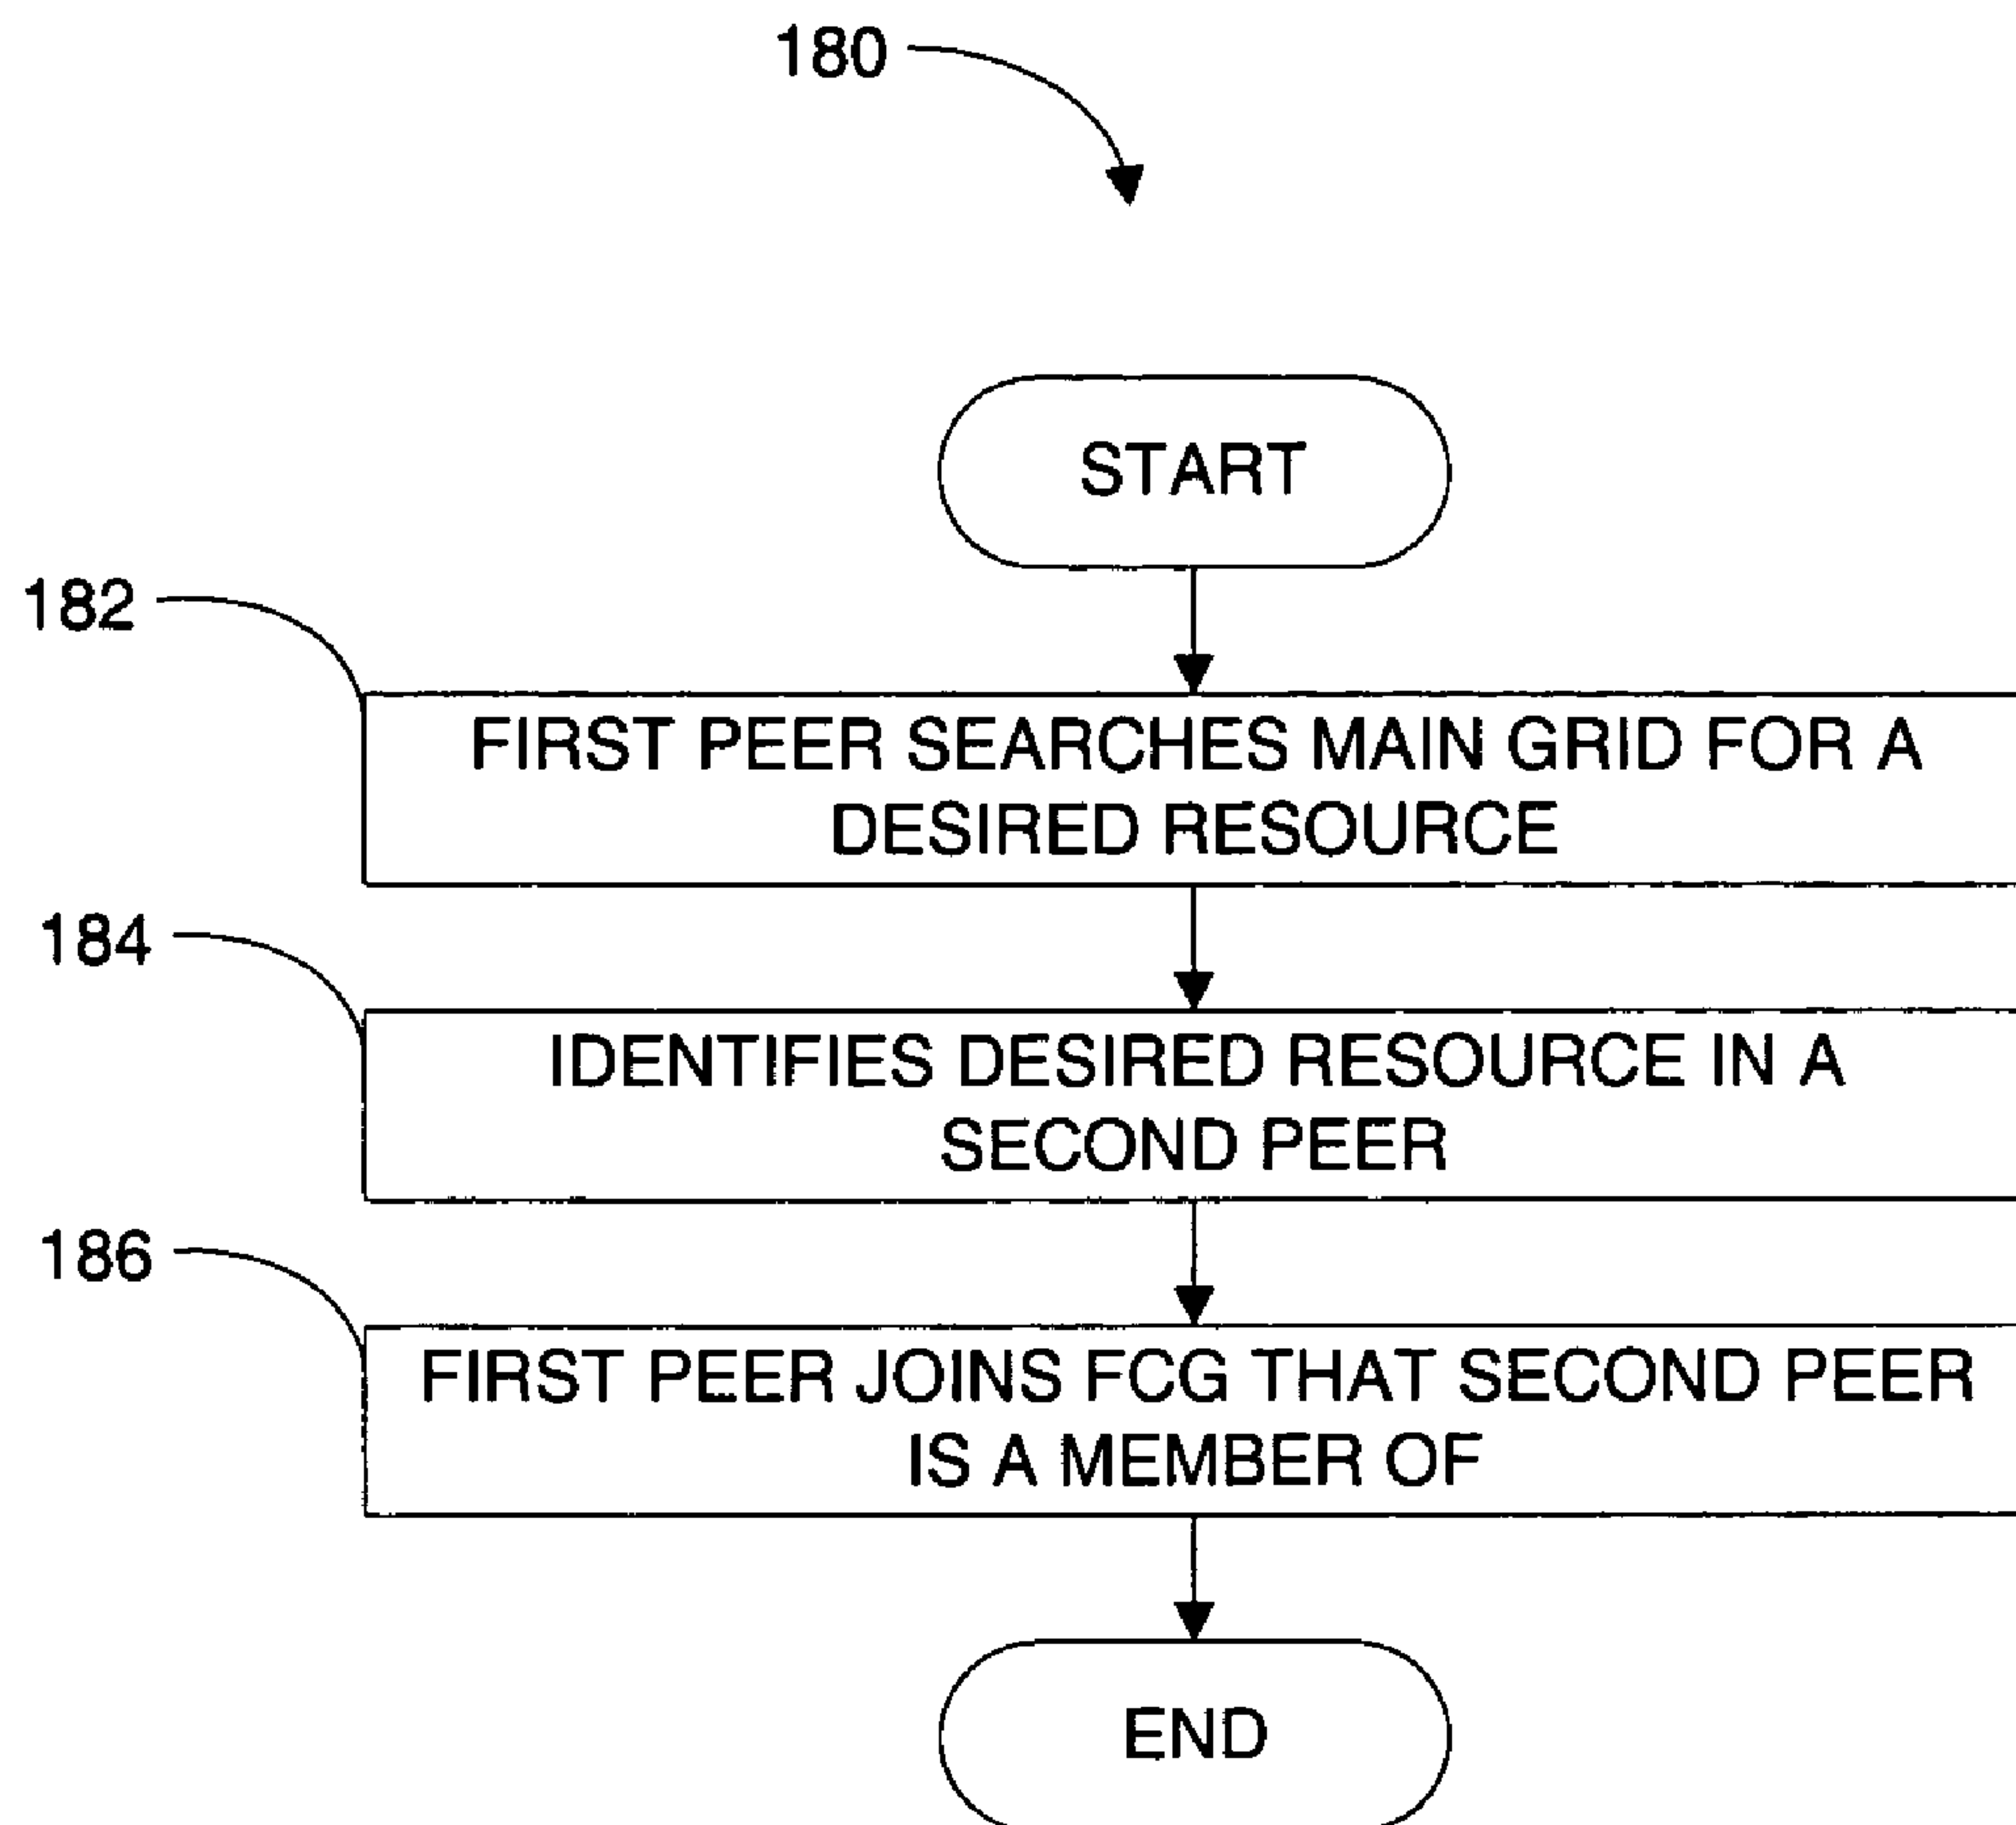 180
START
182
FIRST PEER SEARCHES MAIN GRID FOR A
DESIRED RESOURCE
184
IDENTIFIES DESIRED RESOURCE IN A
SECOND PEER
186
FIRST PEER JOINS FCG THAT SECOND PEER
IS A MEMBER OF
END